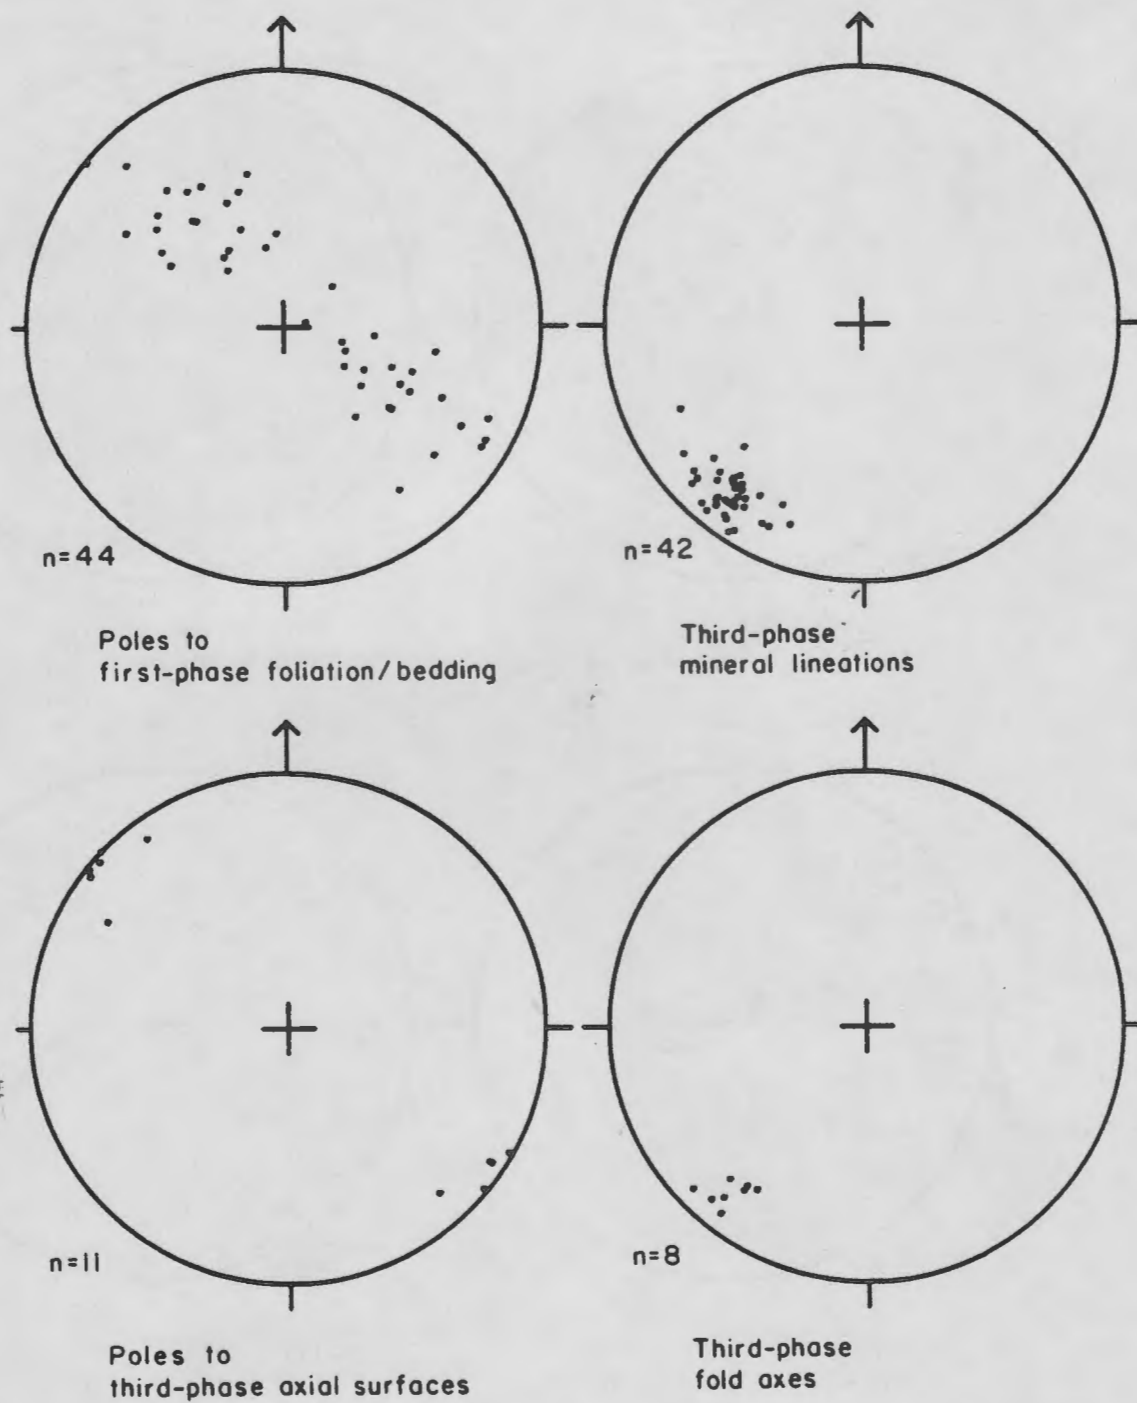 n=44
Poles to
first-phase foliation/bedding
n=42
Third-phase
mineral lineations
n=11
Poles to
third-phase axial surfaces
n=8
Third-phase
fold axes